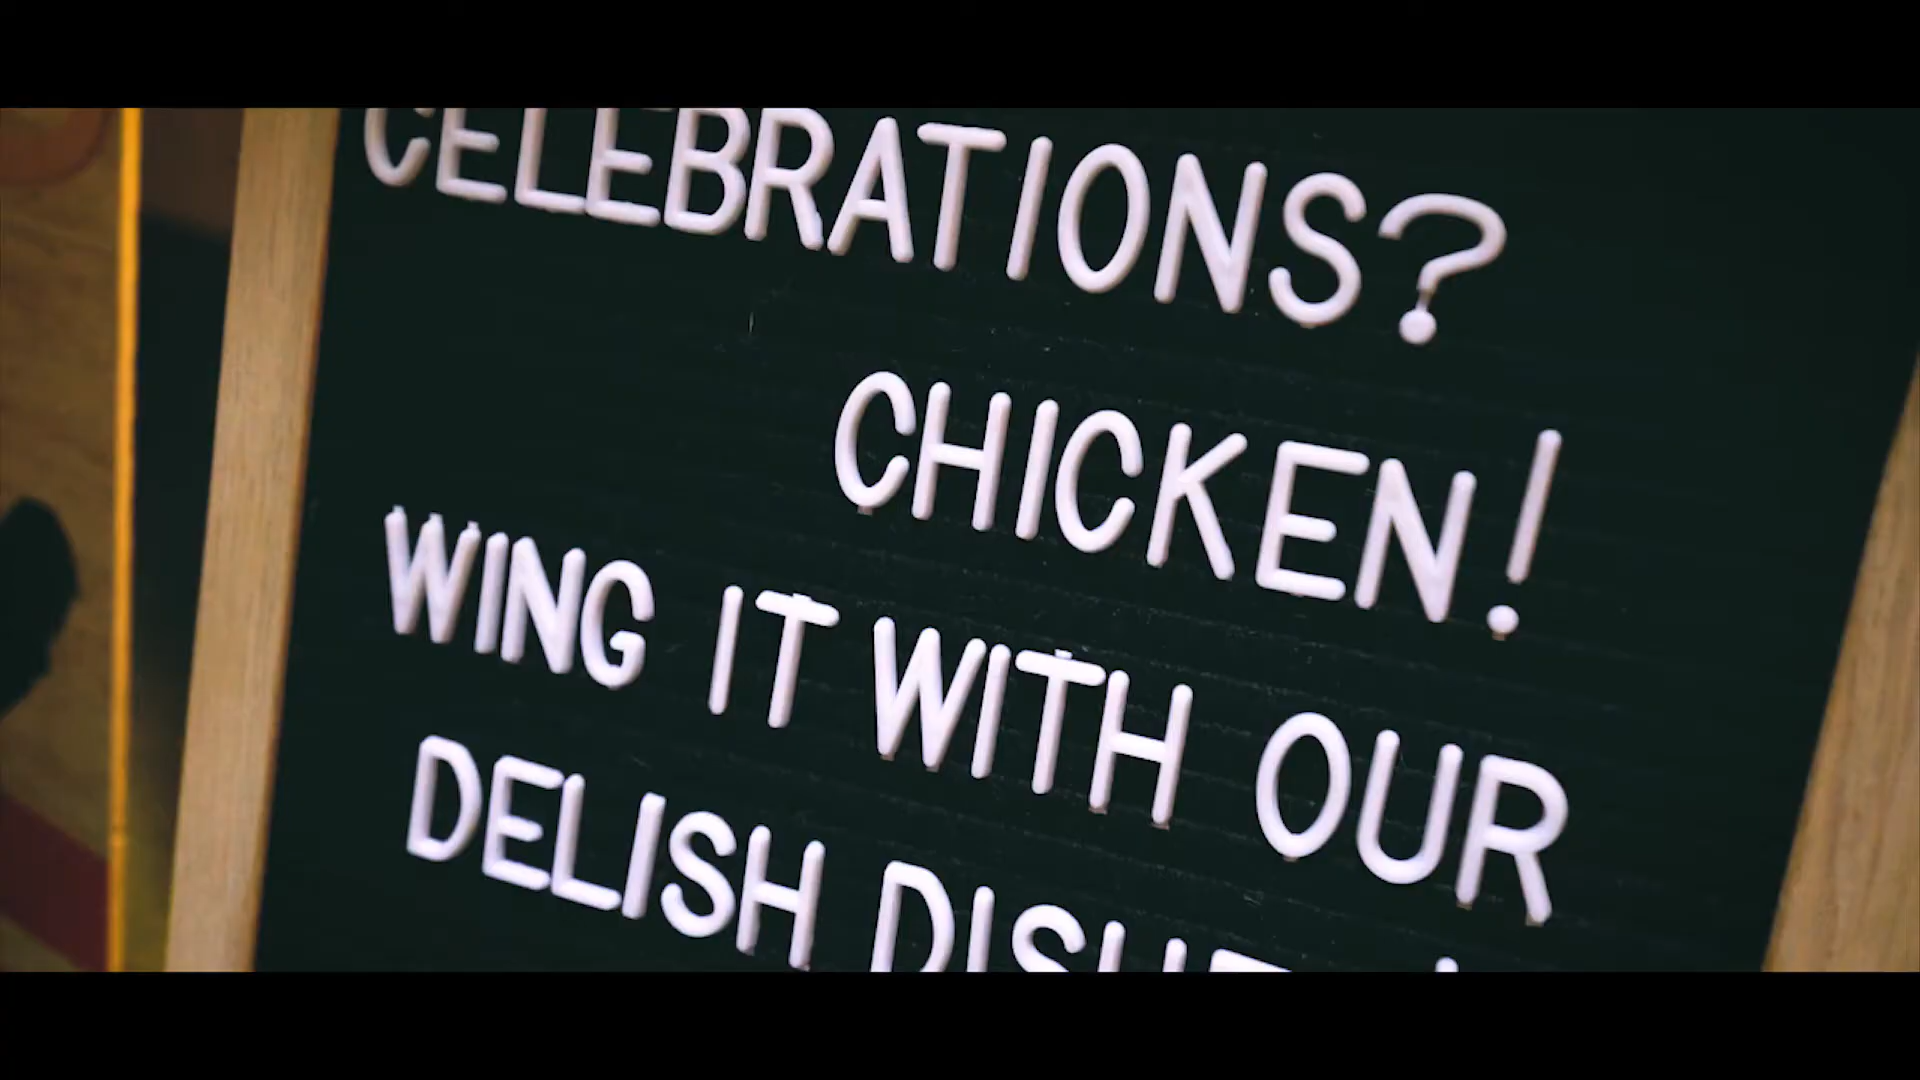 CELEBRATIONS?
CHICKEN!
WING IT WITH OUR
DELISH